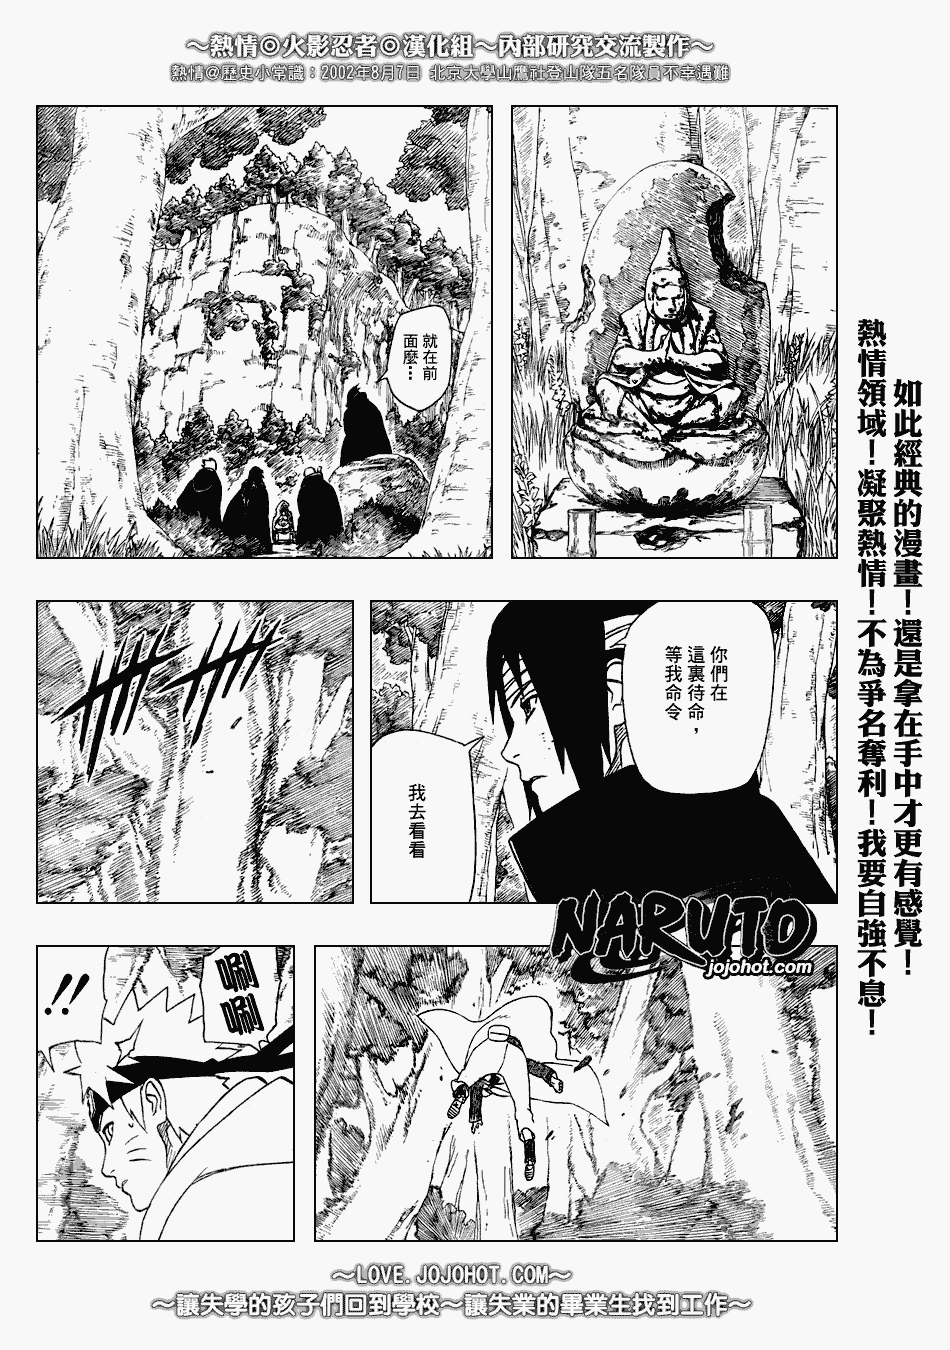 ～熱情◎火影忍者◎漢化組～內部研究交流製作～
熱情@歷史小常識：2002年8月7日 北京大學山鷹社登山隊五名隊員不幸遇難
就在前
面麼…
如此經典的漫畫！還是拿在手中才更有感覺！
熱情領域！凝聚熱情！不為爭名奪利！我要自強不息！
你們在
這裏待命，
等我命令
我去看看
NARUTO
jojohot.com
唰
唰
!!
～LOVE.JOJOHOT.COM～
～讓失學的孩子們回到學校～讓失業的畢業生找到工作～